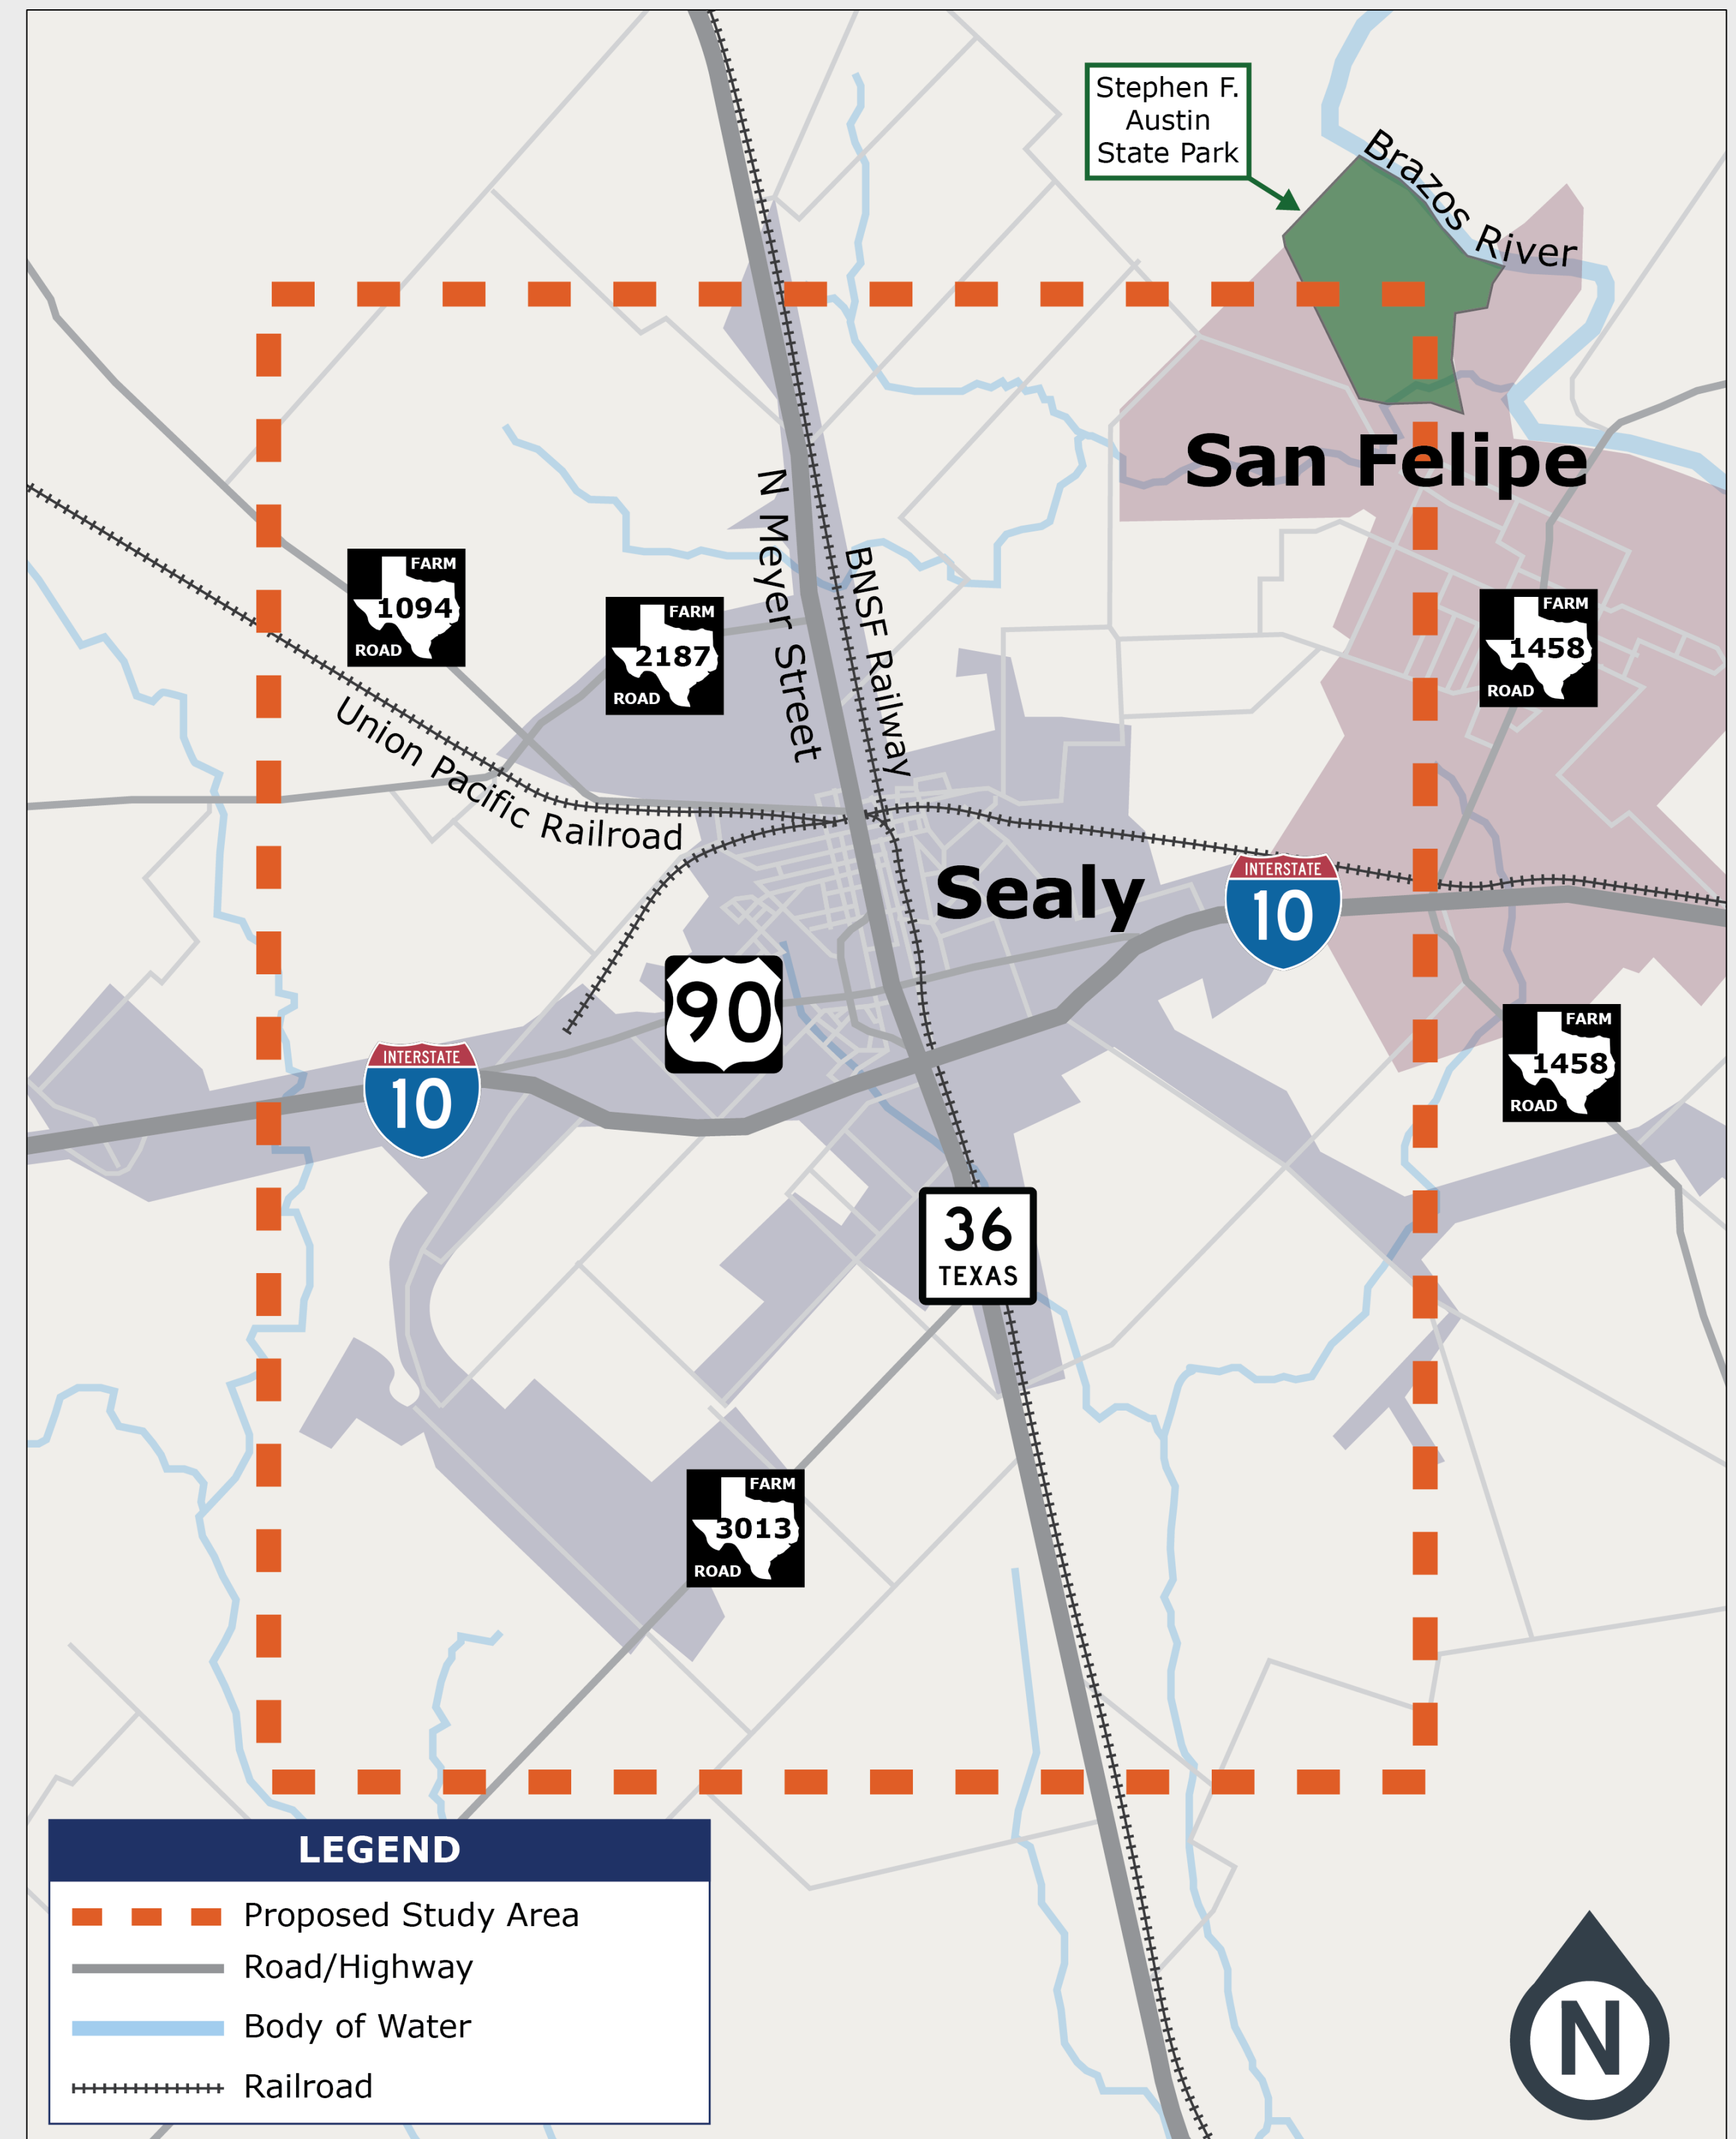 Stephen F.
Austin
State Park
Brazos River
San Felipe
FARM
1094
ROAD
FARM
2187
ROAD
N Meyer Street
BNSF Railway
FARM
1458
ROAD
Union Pacific Railroad
Sealy
INTERSTATE
10
90
INTERSTATE
10
FARM
1458
ROAD
36
TEXAS
FARM
3013
ROAD
LEGEND
Proposed Study Area
Road/Highway
Body of Water
Railroad
N